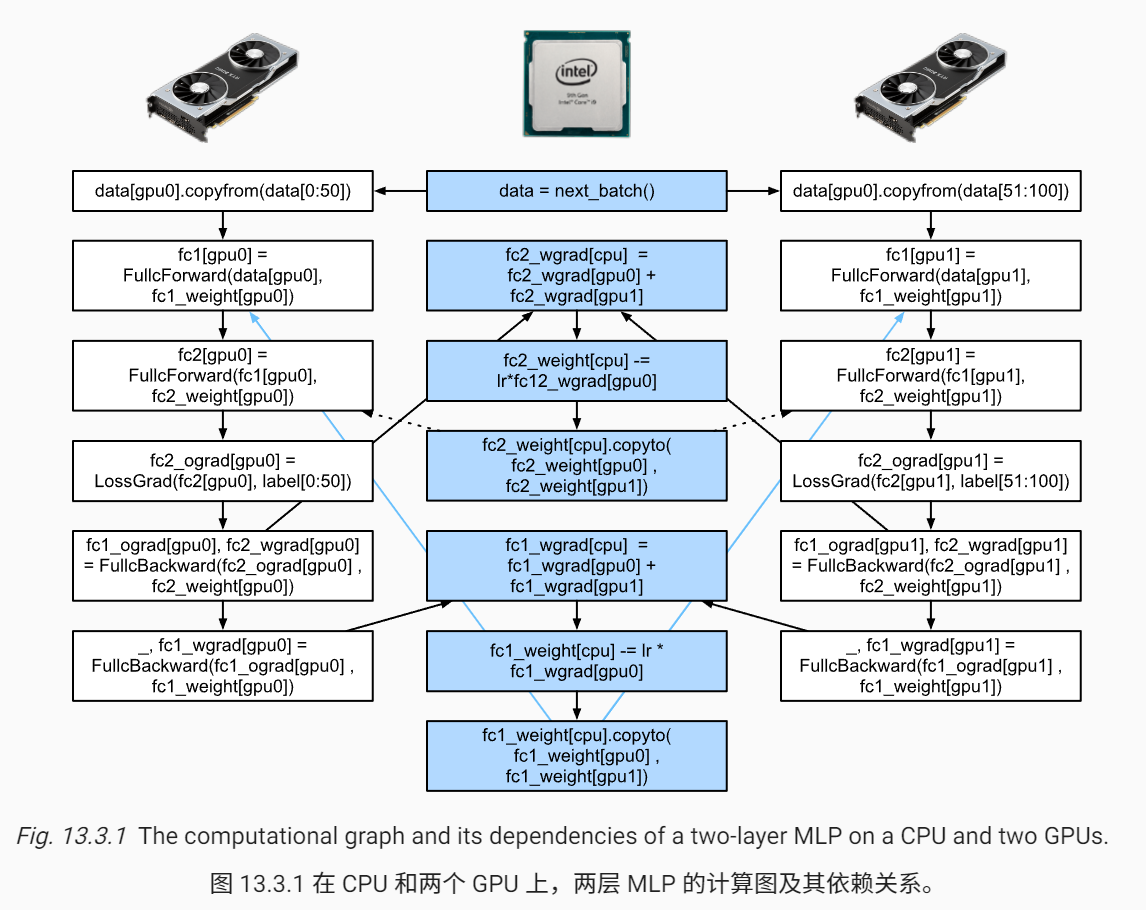 intel
9th Gen
Intel® Core™ i9
data[gpu0].copyfrom(data[0:50])
fc1[gpu0] =
FullcForward(data[gpu0],
fc1_weight[gpu0])
fc2[gpu0] =
FullcForward(fc1[gpu0],
fc2_weight[gpu0])
fc2_ograd[gpu0] =
LossGrad(fc2[gpu0], label[0:50])
fc1_ograd[gpu0], fc2_wgrad[gpu0]
= FullcBackward(fc2_ograd[gpu0] ,
fc2_weight[gpu0])
_, fc1_wgrad[gpu0] =
FullcBackward(fc1_ograd[gpu0] ,
fc1_weight[gpu0])
data = next_batch()
fc2_wgrad[cpu] =
fc2_wgrad[gpu0] +
fc2_wgrad[gpu1]
fc2_weight[cpu] -=
lr*fc12_wgrad[gpu0]
fc2_weight[cpu].copyto(
fc2_weight[gpu0] ,
fc2_weight[gpu1])
fc1_wgrad[cpu] =
fc1_wgrad[gpu0] +
fc1_wgrad[gpu1]
fc1_weight[cpu] -= lr *
fc1_wgrad[gpu0]
fc1_weight[cpu].copyto(
fc1_weight[gpu0] ,
fc1_weight[gpu1])
data[gpu0].copyfrom(data[51:100])
fc1[gpu1] =
FullcForward(data[gpu1],
fc1_weight[gpu1])
fc2[gpu1] =
FullcForward(fc1[gpu1],
fc2_weight[gpu1])
fc2_ograd[gpu1] =
LossGrad(fc2[gpu1], label[51:100])
fc1_ograd[gpu1], fc2_wgrad[gpu1]
= FullcBackward(fc2_ograd[gpu1] ,
fc2_weight[gpu1])
_, fc1_wgrad[gpu1] =
FullcBackward(fc1_ograd[gpu1] ,
fc1_weight[gpu1])
Fig. 13.3.1 The computational graph and its dependencies of a two-layer MLP on a CPU and two GPUs.
图 13.3.1 在 CPU 和两个 GPU 上，两层 MLP 的计算图及其依赖关系。